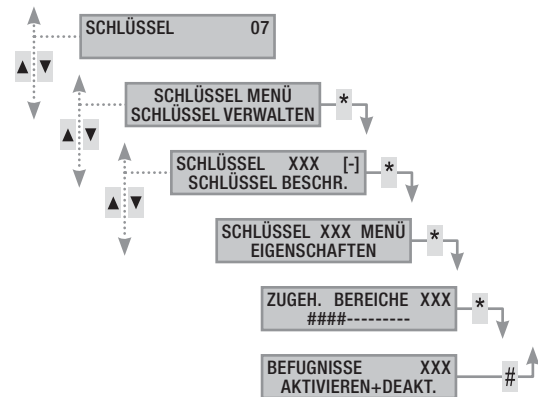 SCHLÜSSEL 07
▲ ▼
SCHLÜSSEL MENÜ
SCHLÜSSEL VERWALTEN *
▲ ▼
SCHLÜSSEL XXX [-]
SCHLÜSSEL BESCHR. *
▲ ▼
SCHLÜSSEL XXX MENÜ
EIGENSCHAFTEN *
ZUGEH. BEREICHE XXX
####--------- *
BEFUGNISSE XXX
AKTIVIEREN+DEAKT. #